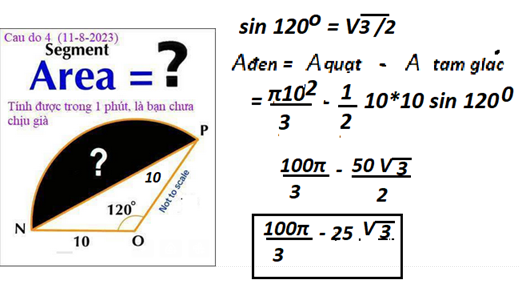 Cau do 4 (11-8-2023)
Segment
Area = ?
Tính được trong 1 phút, là bạn chưa
chịu già
P
?
10
Not to scale
120°
N
10
O
sin 120⁰ = √3 /2
A đen = A quạt - A tam giác
= π10² / 3 - 1/2 10*10 sin 120⁰
100π / 3 - 50 √3 / 2
100π / 3 - 25 √3